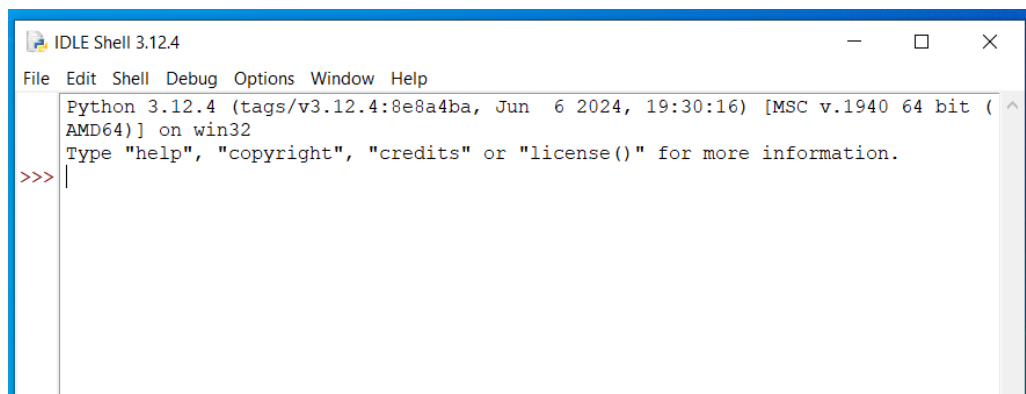 IDLE Shell 3.12.4
File Edit Shell Debug Options Window Help
Python 3.12.4 (tags/v3.12.4:8e8a4ba, Jun  6 2024, 19:30:16) [MSC v.1940 64 bit (
AMD64)] on win32
Type "help", "copyright", "credits" or "license()" for more information.
>>>